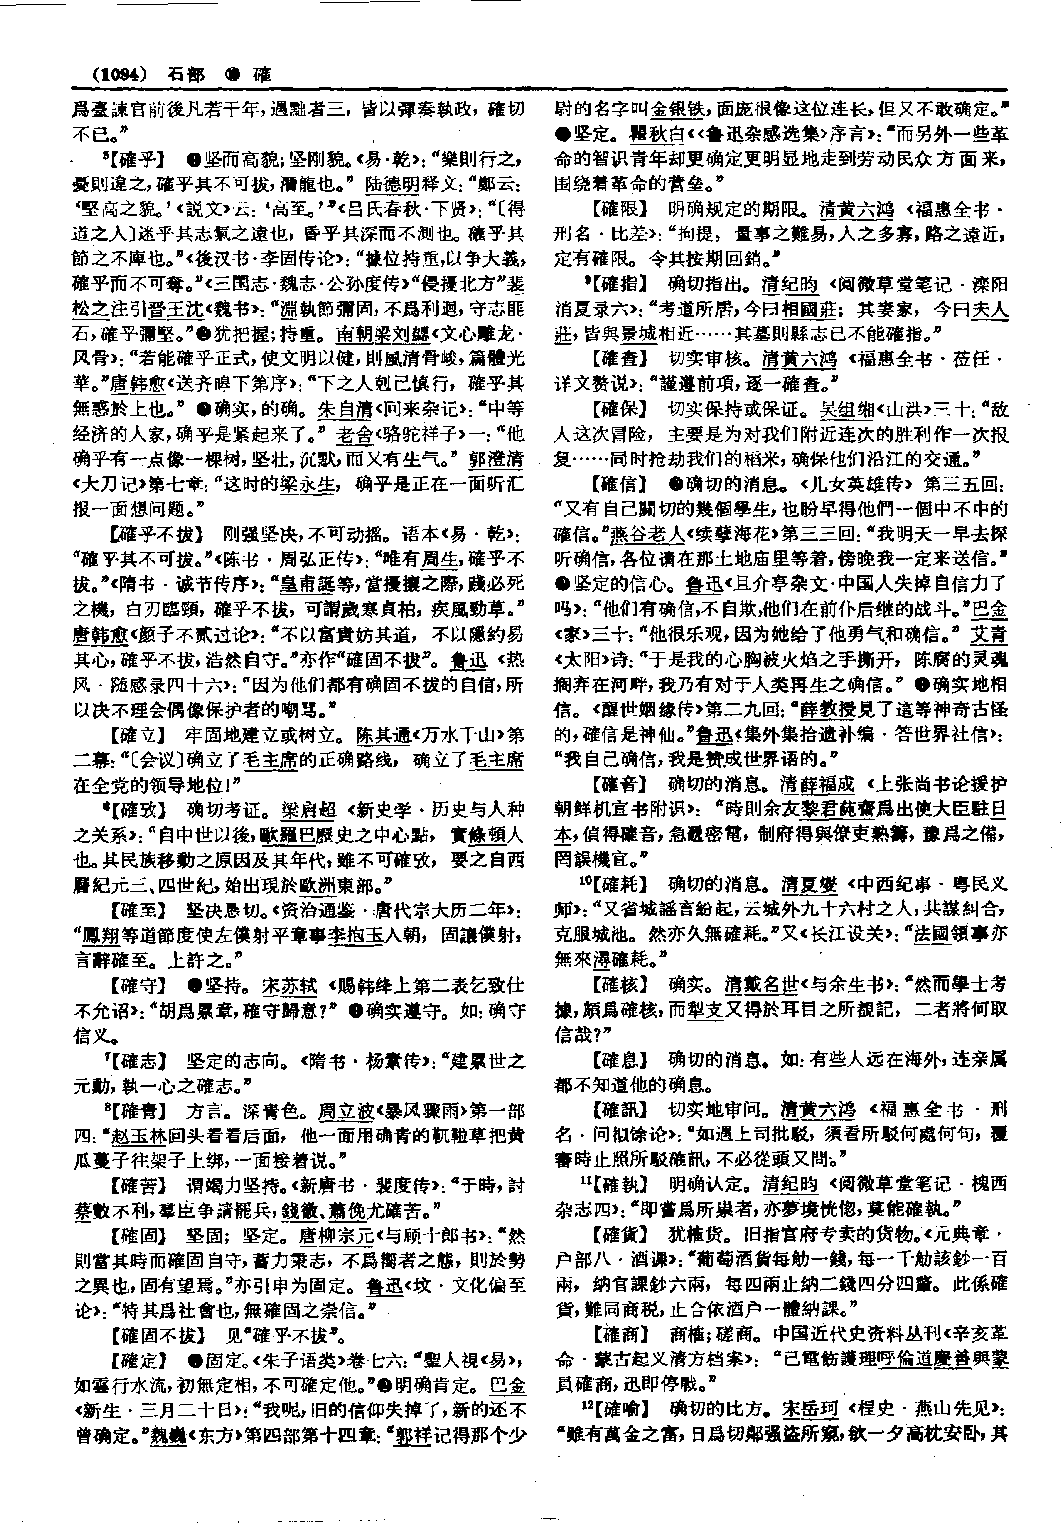 (1094) 石部 ⑩ 確
爲臺諫官前後凡若干年,遇黜者三,皆以彈奏執政,確切
不已。”
⁵【確乎】 ❶坚而高貌;坚刚貌。《易·乾》:“樂則行之,
憂則違之,確乎其不可拔,潛龍也。” 陆德明释文:“鄭云:
‘堅高之貌。’《説文》云:‘高至。’”《吕氏春秋·下贤》:“〔得
道之人〕迷乎其志氣之遠也,昏乎其深而不測也。確乎其
節之不庳也。”《後汉书·李固传论》:“據位持重,以争大義,
確乎而不可奪。”《三国志·魏志·公孙度传》“侵擾北方”裴
松之注引晋王沈《魏书》:“淵執節彌固,不爲利迴,守志匪
石,確乎彌堅。”❷犹把握;持重。南朝梁刘勰《文心雕龙·
风骨》:“若能確乎正式,使文明以健,則風清骨峻,篇體光
華。”唐韩愈《送齐暤下第序》:“下之人剋已慎行,確乎其
無惑於上也。” ❸确实,的确。朱自清《回来杂记》:“中等
经济的人家,确乎是紧起来了。” 老舍《骆驼祥子》一:“他
确乎有一点像一棵树,坚壮,沉默,而又有生气。” 郭澄清
《大刀记》第七章:“这时的梁永生, 确乎是正在一面听汇
报一面想问题。”
【確乎不拔】 刚强坚决,不可动摇。语本《易·乾》:
“確乎其不可拔。”《陈书·周弘正传》:“唯有周生,確乎不
拔。”《隋书·诚节传序》:“皇甫誕等,當擾攘之際,踐必死
之機,白刃臨頸,確乎不拔,可謂歲寒貞柏,疾風勁草。”
唐韩愈《颜子不贰过论》:“不以富貴妨其道, 不以隱約易
其心,確乎不拔,浩然自守。”亦作“確固不拔”。鲁迅 《热
风·随感录四十六》:“因为他们都有确固不拔的自信,所
以决不理会偶像保护者的嘲骂。”
【確立】 牢固地建立或树立。陈其通《万水千山》第
二幕:“〔会议〕确立了毛主席的正确路线, 确立了毛主席
在全党的领导地位!”
⁶【確攷】 确切考证。梁启超 《新史学·历史与人种
之关系》:“自中世以後,歐羅巴歷史之中心點, 實條頓人
也。其民族移動之原因及其年代,雖不可確攷, 要之自西
曆紀元三、四世紀,始出現於歐洲東部。”
【確至】 坚决恳切。《资治通鉴·唐代宗大历二年》:
“鳳翔等道節度使左僕射平章事李抱玉入朝, 固讓僕射,
言辭確至。上許之。”
【確守】 ❶坚持。宋苏轼 《賜韩绛上第二表乞致仕
不允诏》:“胡爲累章,確守歸意?” ❷确实遵守。如:确守
信义。
⁷【確志】 坚定的志向。《隋书·杨素传》:“建累世之
元勳,執一心之確志。”
⁸【確青】 方言。深青色。周立波《暴风骤雨》第一部
四:“赵玉林回头看看后面, 他一面用确青的靰鞡草把黄
瓜蔓子往架子上绑,一面接着说。”
【確苦】 谓竭力坚持。《新唐书·裴度传》:“于時,討
蔡數不利,羣臣争請罷兵,錢徽、蕭俛尤確苦。”
【確固】 坚固;坚定。唐柳宗元《与顾十郎书》:“然
則當其時而確固自守,蓄力秉志,不爲嚮者之態,則於勢
之異也,固有望焉。”亦引申为固定。鲁迅《坟·文化偏至
论》:“特其爲社會也,無確固之崇信。”
【確固不拔】 见“確乎不拔”。
【確定】 ❶固定。《朱子语类》卷七六:“聖人視《易》,
如雲行水流,初無定相,不可確定他。”❷明确肯定。巴金
《新生·三月二十日》:“我呢,旧的信仰失掉了,新的还不
曾确定。”魏巍《东方》第四部第十四章:“郭祥记得那个少
尉的名字叫金银铁,面庞很像这位连长,但又不敢确定。”
❸坚定。瞿秋白《〈鲁迅杂感选集〉序言》:“而另外一些革
命的智识青年却更确定更明显地走到劳动民众方面来,
围绕着革命的营垒。”
【確限】 明确规定的期限。清黄六鸿 《福惠全书·
刑名·比差》:“拘提, 量事之難易,人之多寡,路之遠近,
定有確限。令其按期回銷。”
⁹【確指】 确切指出。清纪昀 《阅微草堂笔记·滦阳
消夏录六》:“考道所居,今曰相國莊; 其妻家, 今曰夫人
莊,皆與景城相近……其墓則縣志已不能確指。”
【確查】 切实审核。清黄六鸿 《福惠全书·莅任·
详文赘说》:“謹遵前項,逐一確查。”
【確保】 切实保持或保证。吴组缃《山洪》三十:“敌
人这次冒险, 主要是为对我们附近连次的胜利作一次报
复……同时抢劫我们的稻米,确保他们沿江的交通。”
【確信】 ❶确切的消息。《儿女英雄传》 第三五回:
“又有自己關切的幾個學生,也盼早得他們一個中不中的
確信。”燕谷老人《续孽海花》第三三回:“我明天一早去探
听确信,各位请在那土地庙里等着,傍晚我一定来送信。”
❷坚定的信心。鲁迅《且介亭杂文·中国人失掉自信力了
吗》:“他们有确信,不自欺,他们在前仆后继的战斗。”巴金
《家》三十:“他很乐观,因为她给了他勇气和确信。” 艾青
《太阳》诗:“于是我的心胸被火焰之手撕开, 陈腐的灵魂
搁弃在河畔,我乃有对于人类再生之确信。” ❸确实地相
信。《醒世姻缘传》第二九回:“薛教授見了這等神奇古怪
的,確信是神仙。”鲁迅《集外集拾遗补编·答世界社信》:
“我自己确信,我是赞成世界语的。”
【確音】 确切的消息。清薛福成 《上张尚书论援护
朝鲜机宜书附识》: “時則余友黎君蒓齋爲出使大臣駐日
本,偵得確音,急遞密電,制府得與僚吏熟籌,豫爲之備,
罔誤機宜。”
¹⁰【確耗】 确切的消息。清夏燮 《中西纪事·粤民义
师》:“又省城謠言紛起,云城外九十六村之人,共謀糾合,
克服城池。然亦久無確耗。”又《长江设关》:“法國領事亦
無來潯確耗。”
【確核】 确实。清戴名世《与余生书》:“然而學士考
據,頗爲確核,而犁支又得於耳目之所覩記, 二者將何取
信哉?”
【確息】 确切的消息。如:有些人远在海外,连亲属
都不知道他的确息。
【確訊】 切实地审问。清黄六鸿 《福惠全书·刑
名·问拟馀论》:“如遇上司批駁,須看所駁何處何句,覆
審時止照所駁確訊,不必從頭又問。”
¹¹【確執】 明确认定。清纪昀 《阅微草堂笔记·槐西
杂志四》:“即嘗爲所祟者,亦夢境恍惚,莫能確執。”
【確貨】 犹榷货。旧指官府专卖的货物。《元典章·
户部八·酒课》:“葡萄酒貨每觔一錢,每一千觔該鈔一百
兩, 納官課鈔六兩, 每四兩止納二錢四分四釐。此係確
貨,難同商税,止合依酒户一體納課。”
【確商】 商榷;磋商。中国近代史资料丛刊《辛亥革
命·蒙古起义清方档案》: “已電飭護理呼倫道慶善與蒙
員確商,迅即停戰。”
¹²【確喻】 确切的比方。宋岳珂 《桯史·燕山先见》:
“雖有萬金之富,日爲切鄰强盜所窺,欲一夕高枕安卧,其